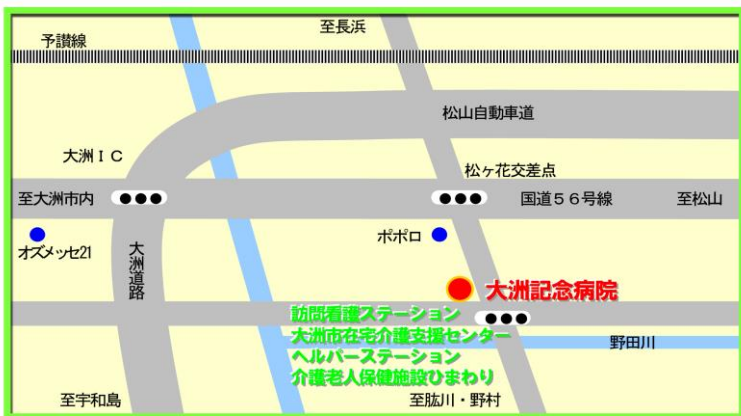 至長浜
予讃線
松山自動車道
大洲IC
松ヶ花交差点
至大洲市内
国道56号線
至松山
ポポロ
オズメッセ21
大洲道路
大洲記念病院
訪問看護ステーション
大洲市在宅介護支援センター
ヘルパーステーション
介護老人保健施設ひまわり
野田川
至宇和島
至肱川・野村